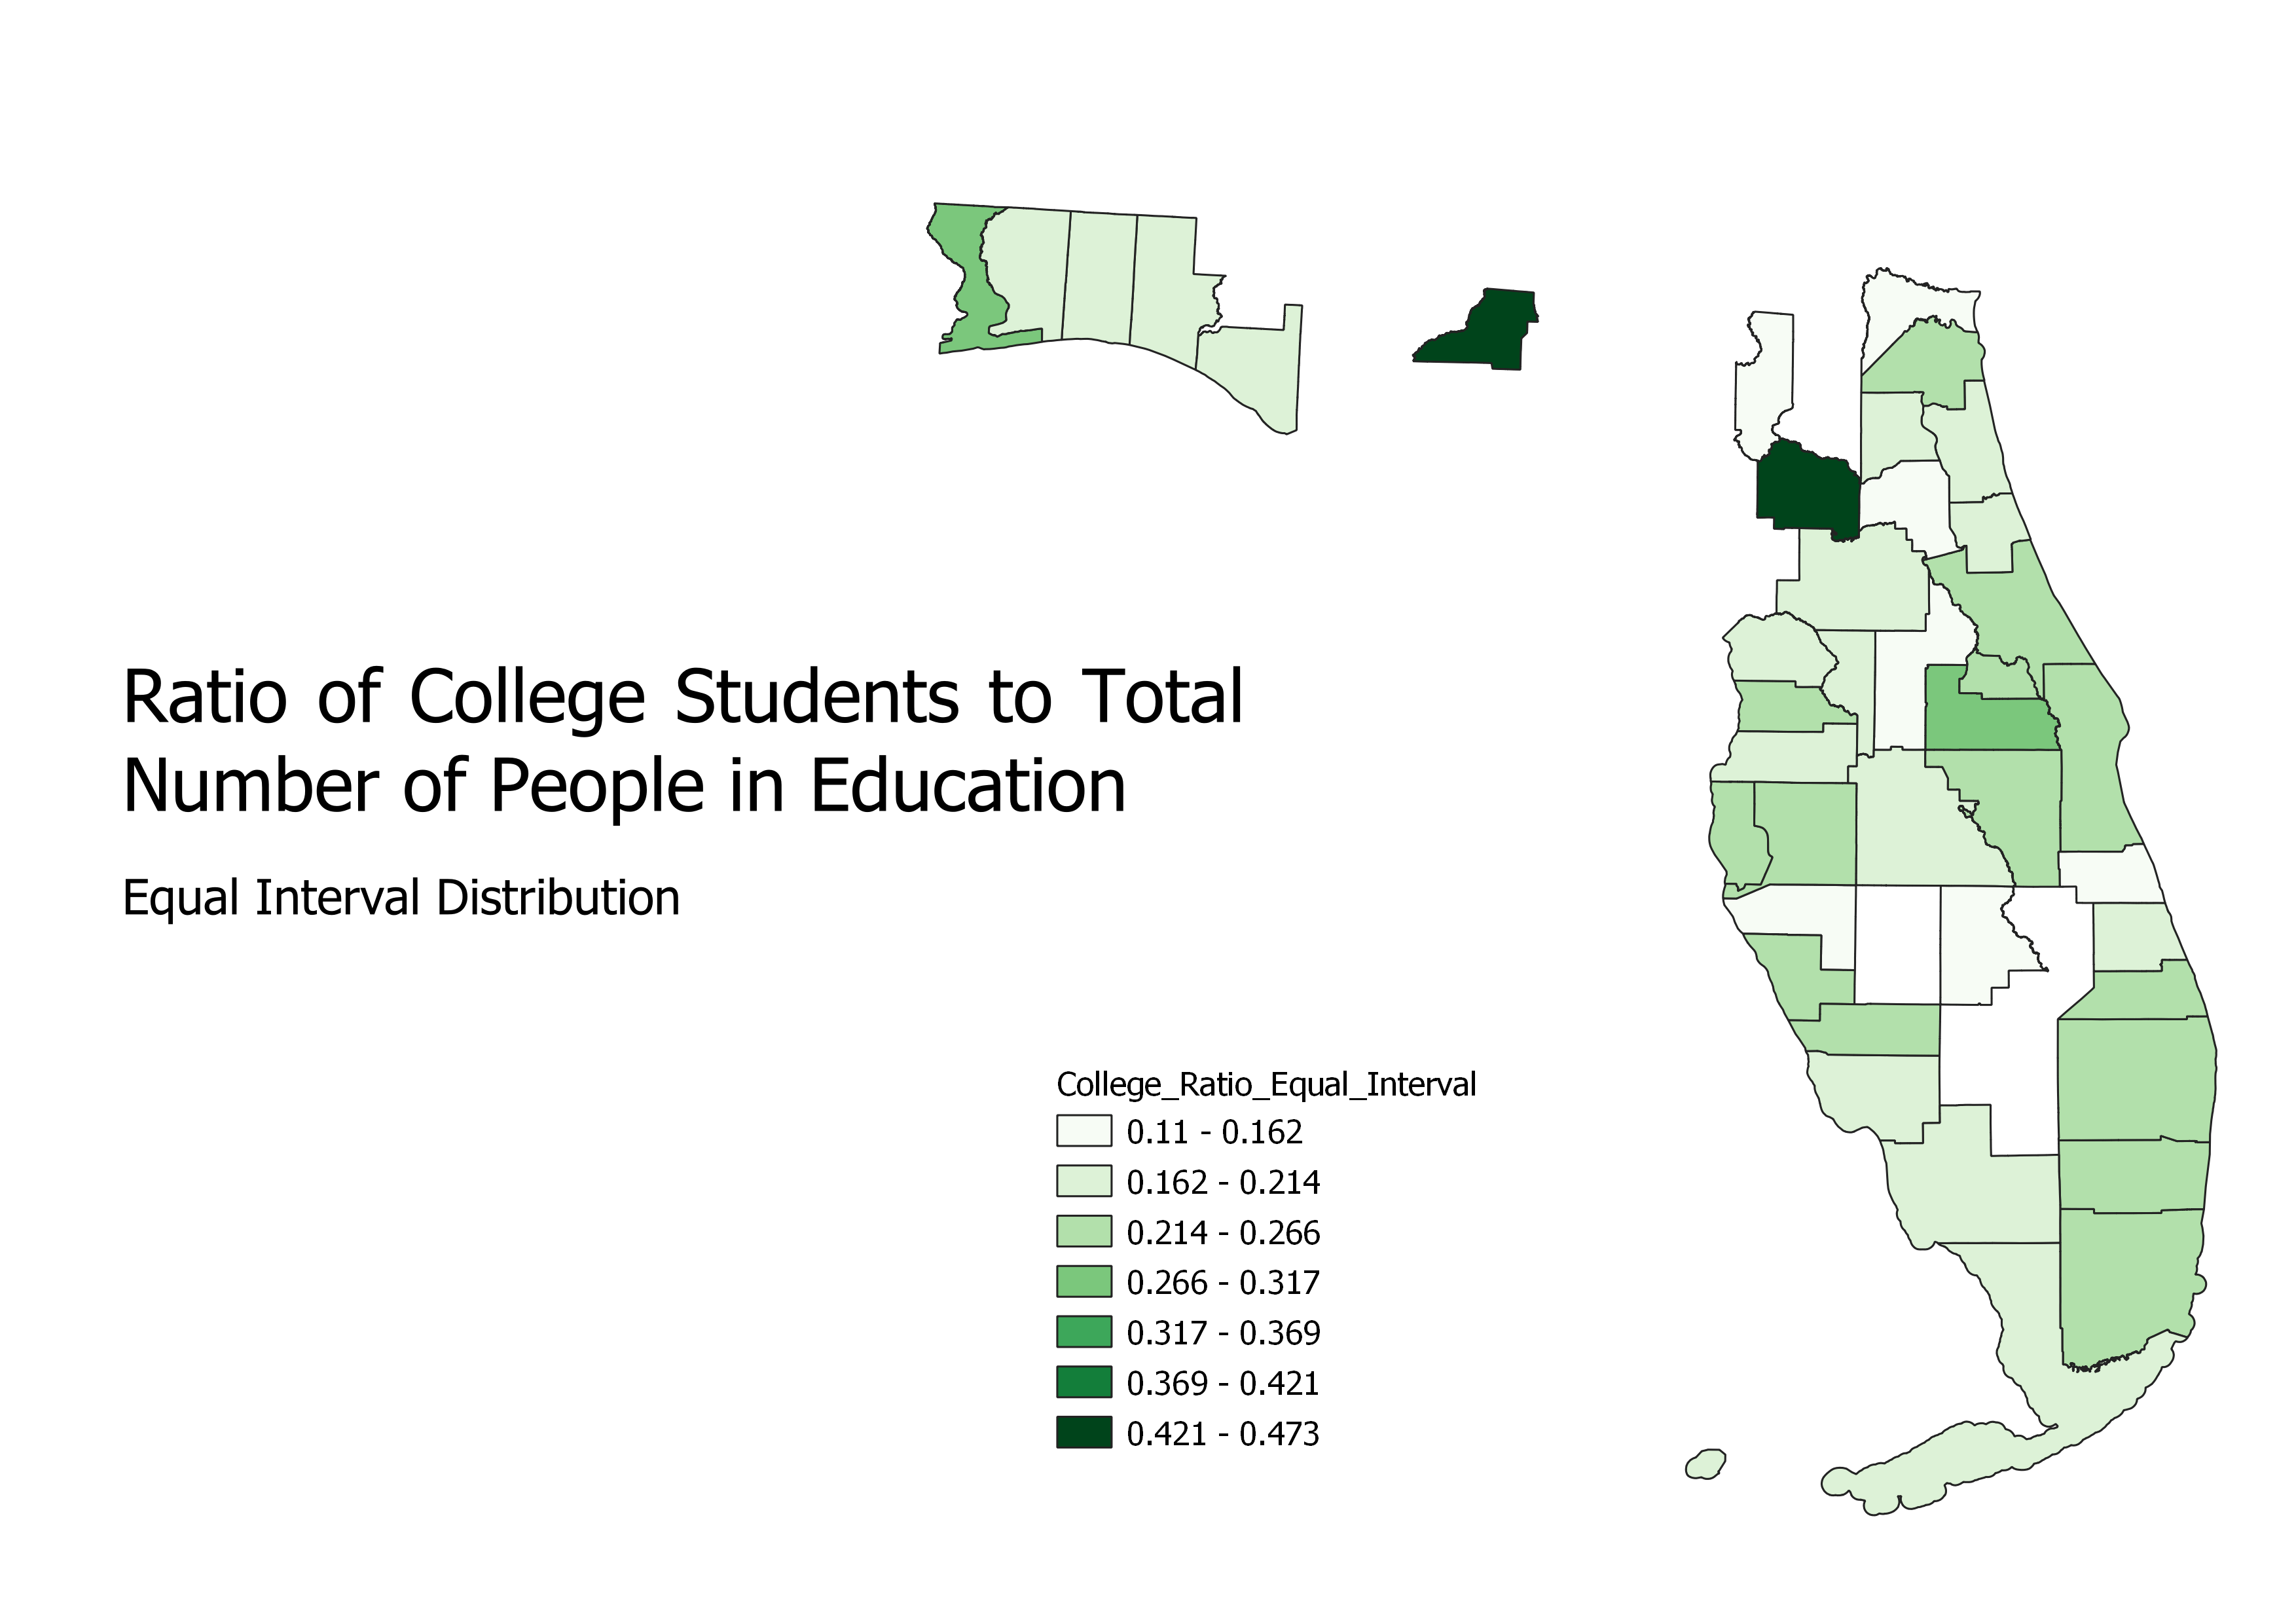 Ratio of College Students to Total
Number of People in Education
Equal Interval Distribution
College_Ratio_Equal_Interval
0.11 - 0.162
0.162 - 0.214
0.214 - 0.266
0.266 - 0.317
0.317 - 0.369
0.369 - 0.421
0.421 - 0.473